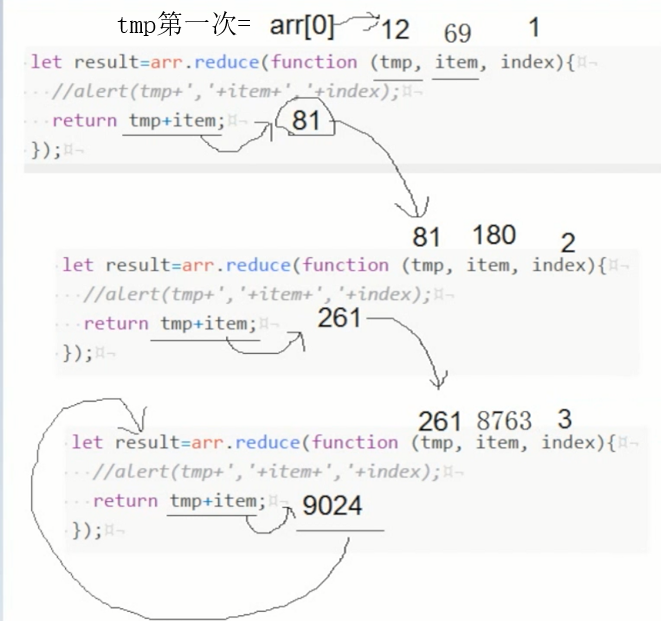 tmp第一次= arr[0] 12 69 1
let result=arr.reduce(function (tmp, item, index){
//alert(tmp+','+item+','+index);
return tmp+item; 81
});
81 180 2
let result=arr.reduce(function (tmp, item, index){
//alert(tmp+','+item+','+index);
return tmp+item; 261
});
261 8763 3
let result=arr.reduce(function (tmp, item, index){
//alert(tmp+','+item+','+index);
return tmp+item; 9024
});